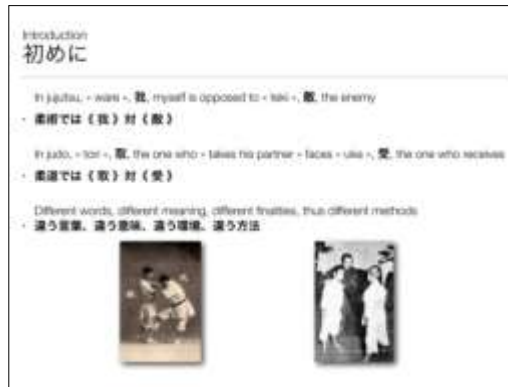 Introduction
初めに
In jujutsu, « ware », 我, myself is opposed to « teki », 敵, the enemy
・ 柔術では《 我 》対《 敵 》
In judo, « tori », 取, the one who « takes his partner » faces « uke », 受, the one who receives
・ 柔道では《 取 》対《 受 》
Different words, different meaning, different finalities, thus different methods
・ 違う言葉、違う意味、違う環境、違う方法